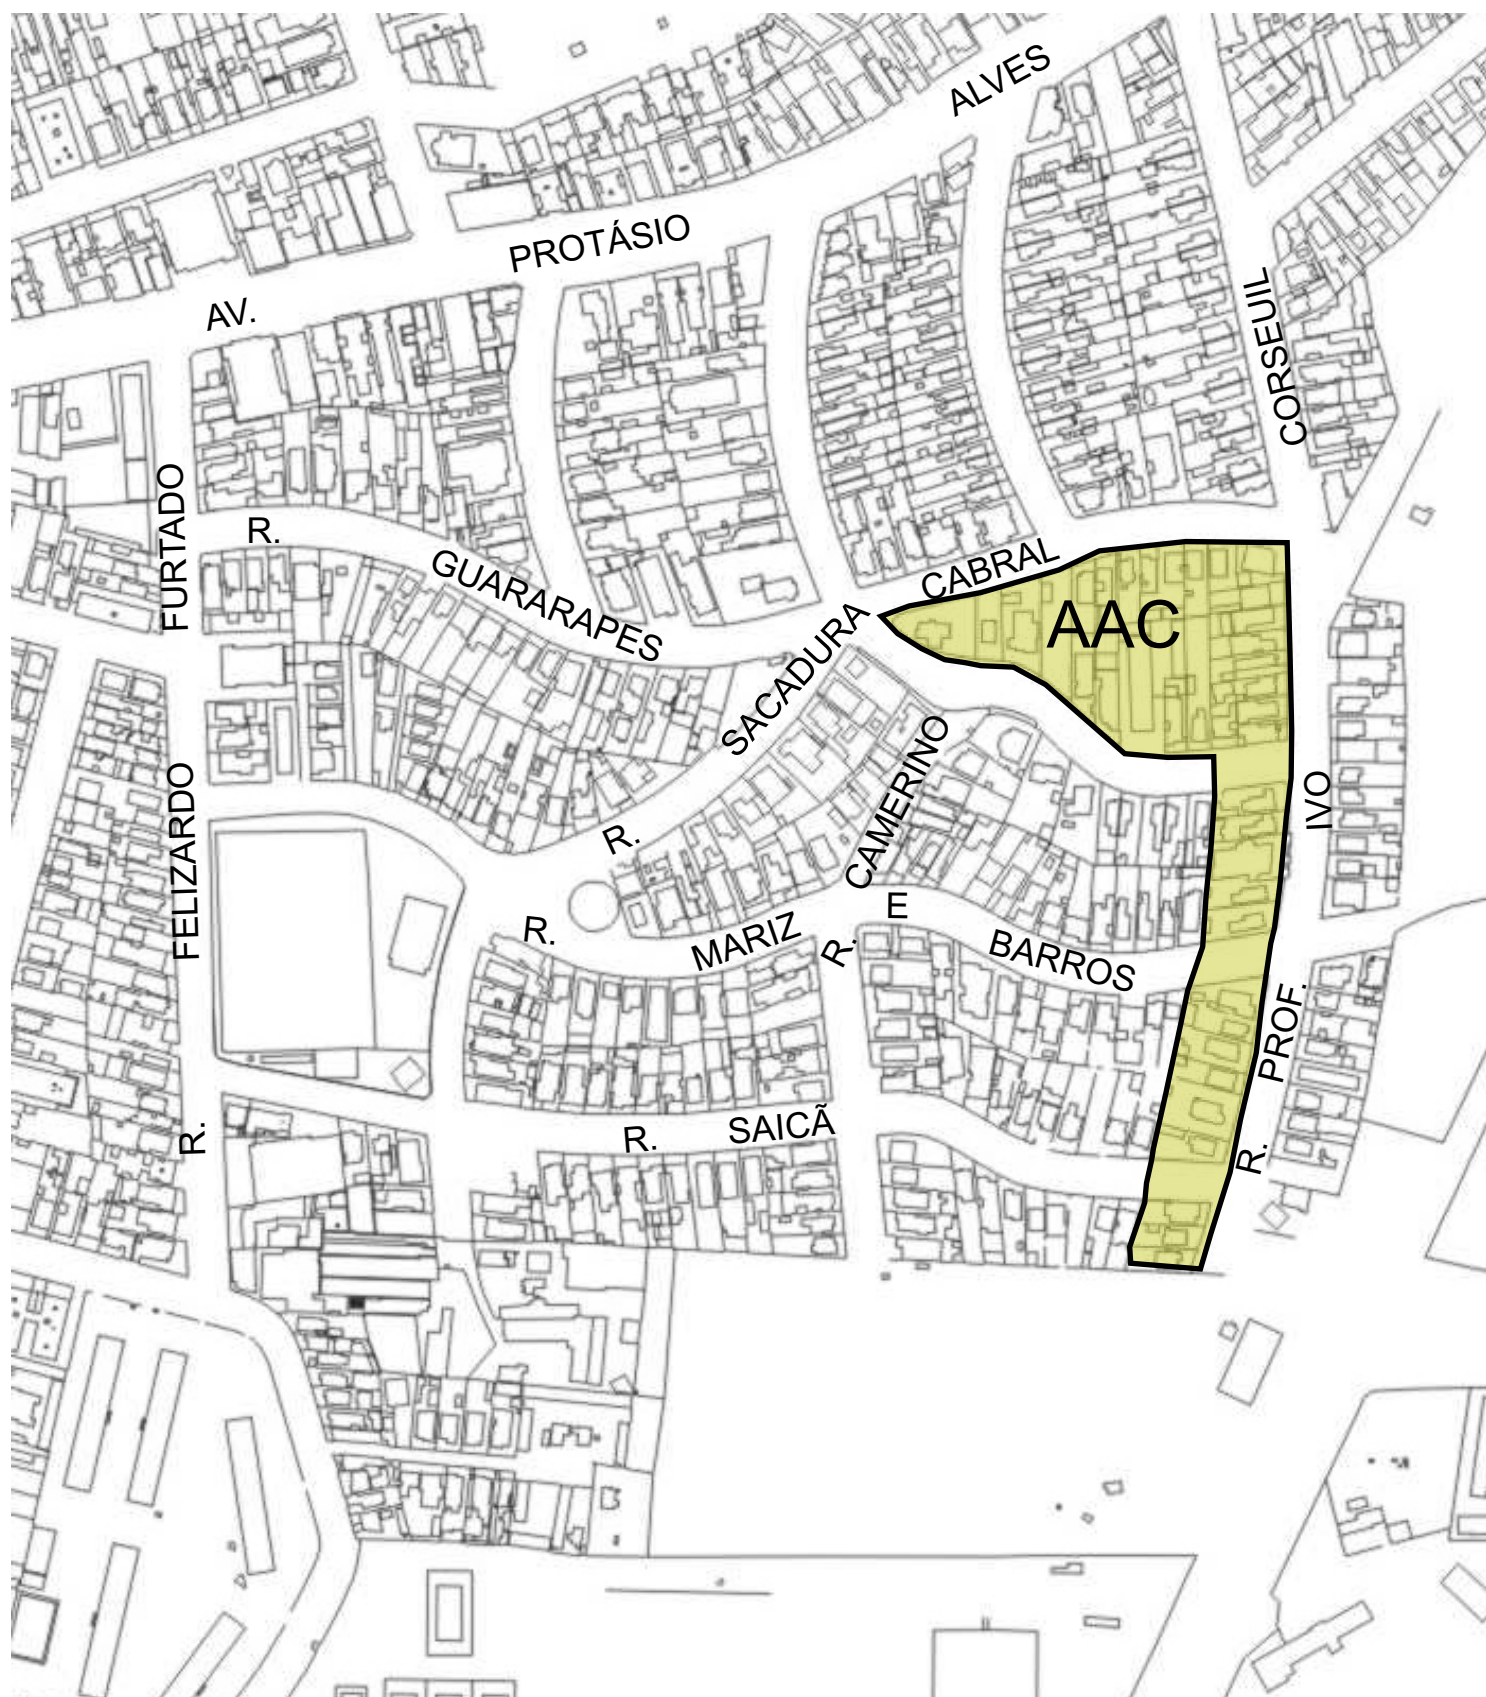 AV. PROTÁSIO ALVES
R. PROF. IVO CORSEUIL
R. FELIZARDO FURTADO
R. GUARARAPES
R. SACADURA CABRAL
AAC
R. CAMERINO
R. MARIZ E BARROS
R. SAICÃ